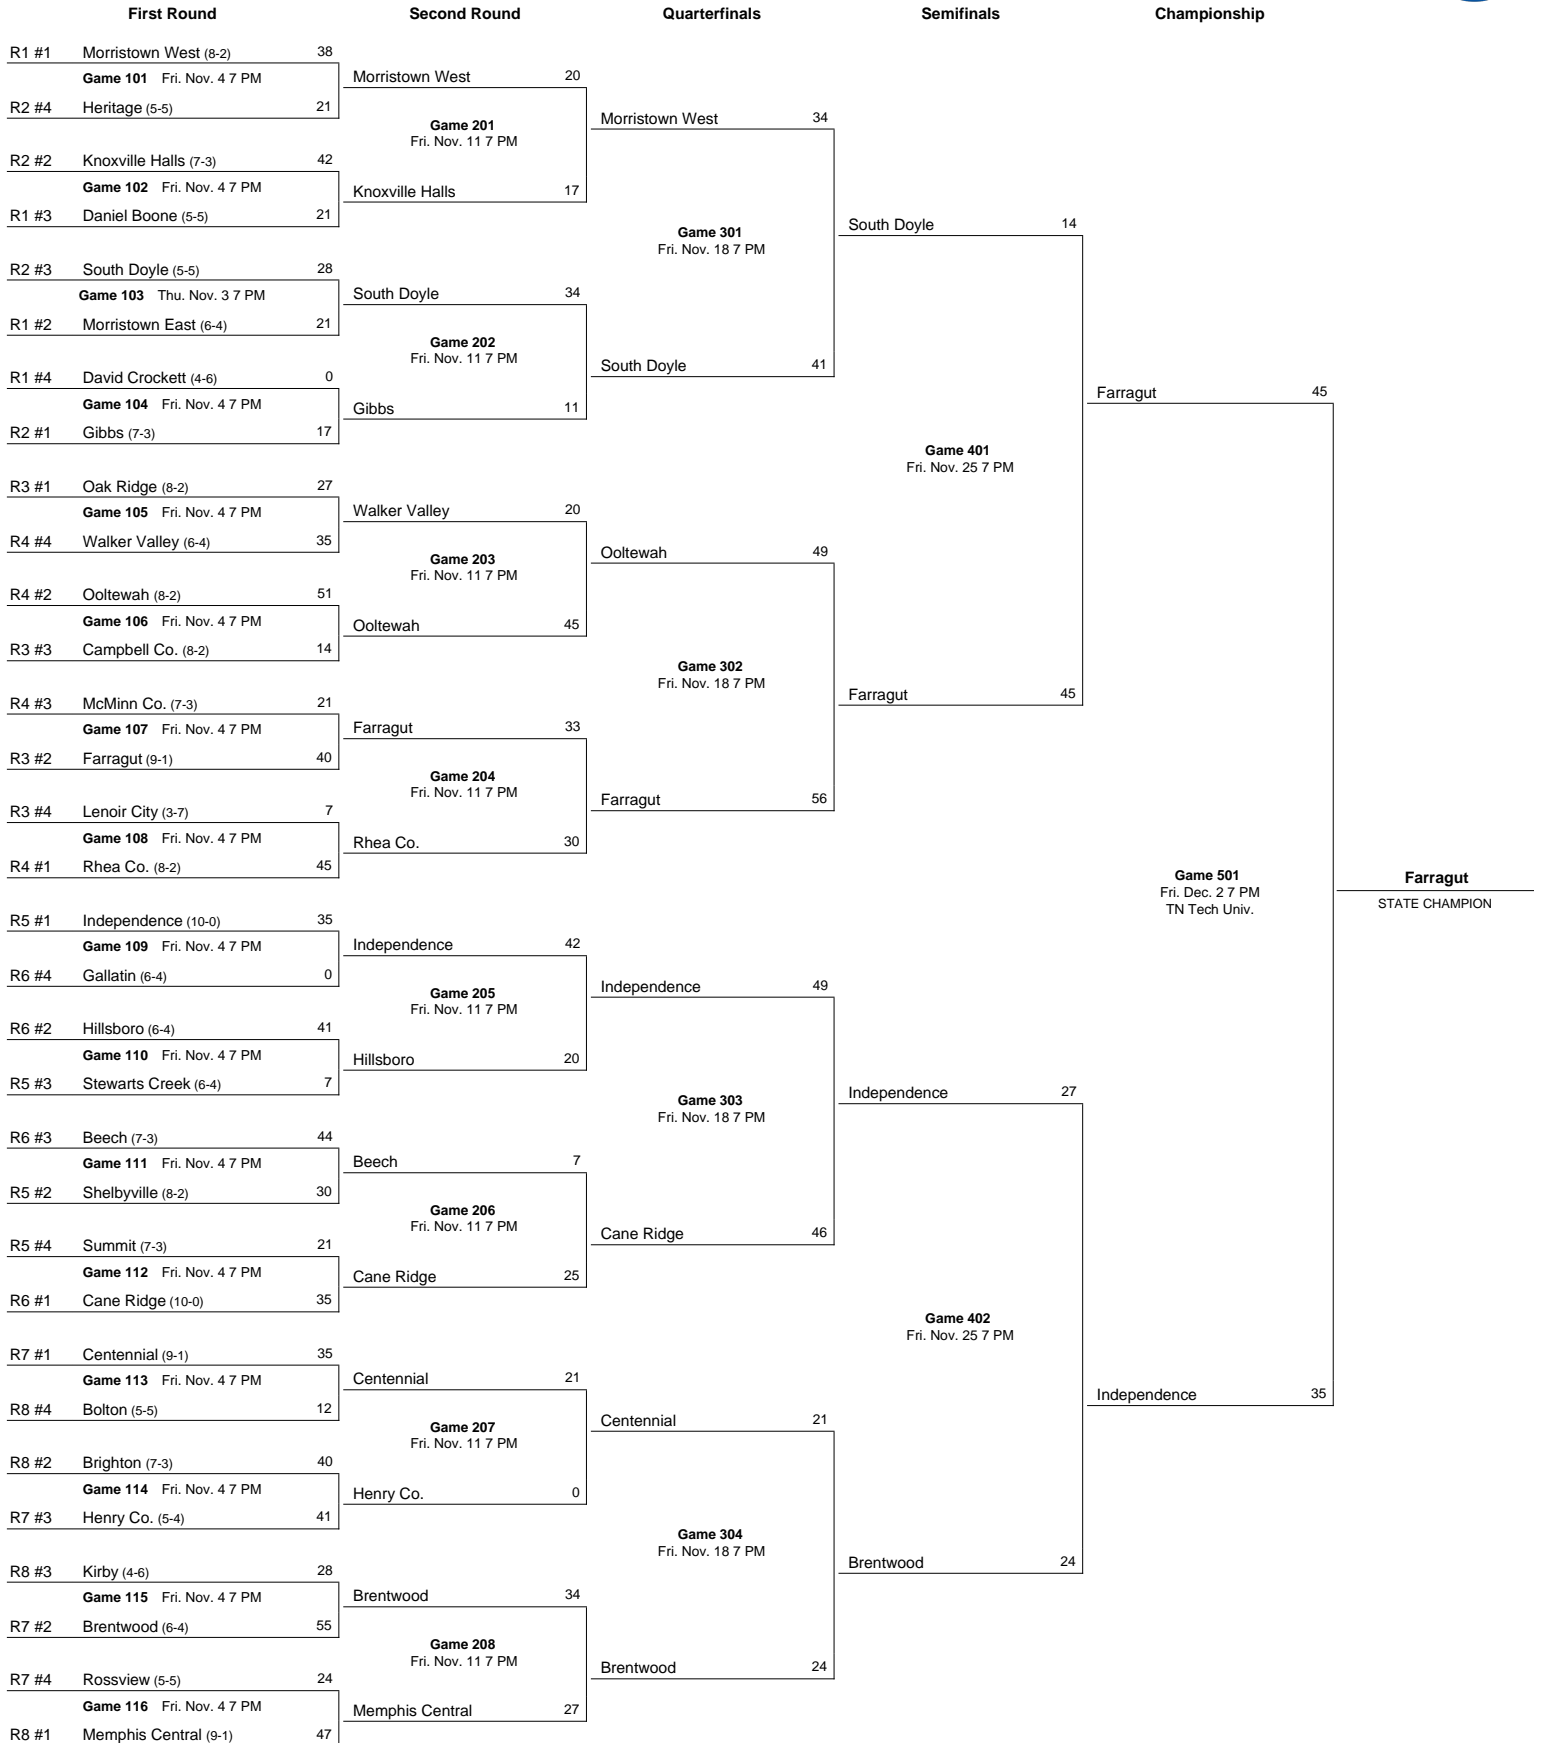 First Round Second Round Quarterfinals Semifinals Championship
R1 #1 Morristown West (8-2) 38
Game 101 Fri. Nov. 4 7 PM
R2 #4 Heritage (5-5) 21
R2 #2 Knoxville Halls (7-3) 42
Game 102 Fri. Nov. 4 7 PM
R1 #3 Daniel Boone (5-5) 21
R2 #3 South Doyle (5-5) 28
Game 103 Thu. Nov. 3 7 PM
R1 #2 Morristown East (6-4) 21
R1 #4 David Crockett (4-6) 0
Game 104 Fri. Nov. 4 7 PM
R2 #1 Gibbs (7-3) 17
R3 #1 Oak Ridge (8-2) 27
Game 105 Fri. Nov. 4 7 PM
R4 #4 Walker Valley (6-4) 35
R4 #2 Ooltewah (8-2) 51
Game 106 Fri. Nov. 4 7 PM
R3 #3 Campbell Co. (8-2) 14
R4 #3 McMinn Co. (7-3) 21
Game 107 Fri. Nov. 4 7 PM
R3 #2 Farragut (9-1) 40
R3 #4 Lenoir City (3-7) 7
Game 108 Fri. Nov. 4 7 PM
R4 #1 Rhea Co. (8-2) 45
R5 #1 Independence (10-0) 35
Game 109 Fri. Nov. 4 7 PM
R6 #4 Gallatin (6-4) 0
R6 #2 Hillsboro (6-4) 41
Game 110 Fri. Nov. 4 7 PM
R5 #3 Stewarts Creek (6-4) 7
R6 #3 Beech (7-3) 44
Game 111 Fri. Nov. 4 7 PM
R5 #2 Shelbyville (8-2) 30
R5 #4 Summit (7-3) 21
Game 112 Fri. Nov. 4 7 PM
R6 #1 Cane Ridge (10-0) 35
R7 #1 Centennial (9-1) 35
Game 113 Fri. Nov. 4 7 PM
R8 #4 Bolton (5-5) 12
R8 #2 Brighton (7-3) 40
Game 114 Fri. Nov. 4 7 PM
R7 #3 Henry Co. (5-4) 41
R8 #3 Kirby (4-6) 28
Game 115 Fri. Nov. 4 7 PM
R7 #2 Brentwood (6-4) 55
R7 #4 Rossview (5-5) 24
Game 116 Fri. Nov. 4 7 PM
R8 #1 Memphis Central (9-1) 47
Morristown West 20
Game 201
Fri. Nov. 11 7 PM
Knoxville Halls 17
South Doyle 34
Game 202
Fri. Nov. 11 7 PM
Gibbs 11
Walker Valley 20
Game 203
Fri. Nov. 11 7 PM
Ooltewah 45
Farragut 33
Game 204
Fri. Nov. 11 7 PM
Rhea Co. 30
Independence 42
Game 205
Fri. Nov. 11 7 PM
Hillsboro 20
Beech 7
Game 206
Fri. Nov. 11 7 PM
Cane Ridge 25
Centennial 21
Game 207
Fri. Nov. 11 7 PM
Henry Co. 0
Brentwood 34
Game 208
Fri. Nov. 11 7 PM
Memphis Central 27
Morristown West 34
Game 301
Fri. Nov. 18 7 PM
South Doyle 41
Ooltewah 49
Game 302
Fri. Nov. 18 7 PM
Farragut 56
Independence 49
Game 303
Fri. Nov. 18 7 PM
Cane Ridge 46
Centennial 21
Game 304
Fri. Nov. 18 7 PM
Brentwood 24
South Doyle 14
Game 401
Fri. Nov. 25 7 PM
Farragut 45
Independence 27
Game 402
Fri. Nov. 25 7 PM
Brentwood 24
Farragut 45
Game 501
Fri. Dec. 2 7 PM
TN Tech Univ.
Independence 35
Farragut
STATE CHAMPION